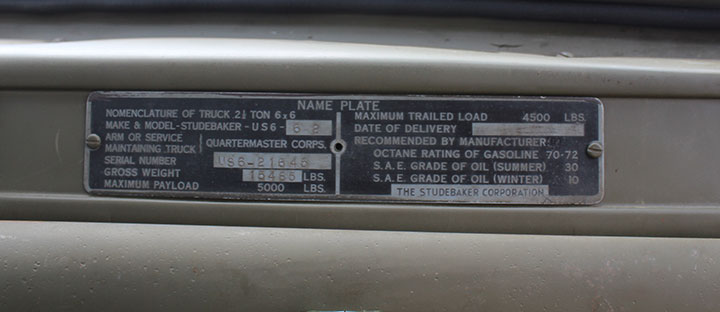 NAME PLATE
NOMENCLATURE OF TRUCK 2½ TON 6x6
MAKE & MODEL-STUDEBAKER-US6-
ARM OR SERVICE
MAINTAINING TRUCK QUARTERMASTER CORPS.
SERIAL NUMBER US6-21645
GROSS WEIGHT 15465 LBS.
MAXIMUM PAYLOAD 5000 LBS.
MAXIMUM TRAILED LOAD 4500 LBS.
DATE OF DELIVERY
RECOMMENDED BY MANUFACTURER:
OCTANE RATING OF GASOLINE 70-72
S.A.E. GRADE OF OIL (SUMMER) 30
S.A.E. GRADE OF OIL (WINTER) 10
THE STUDEBAKER CORPORATION